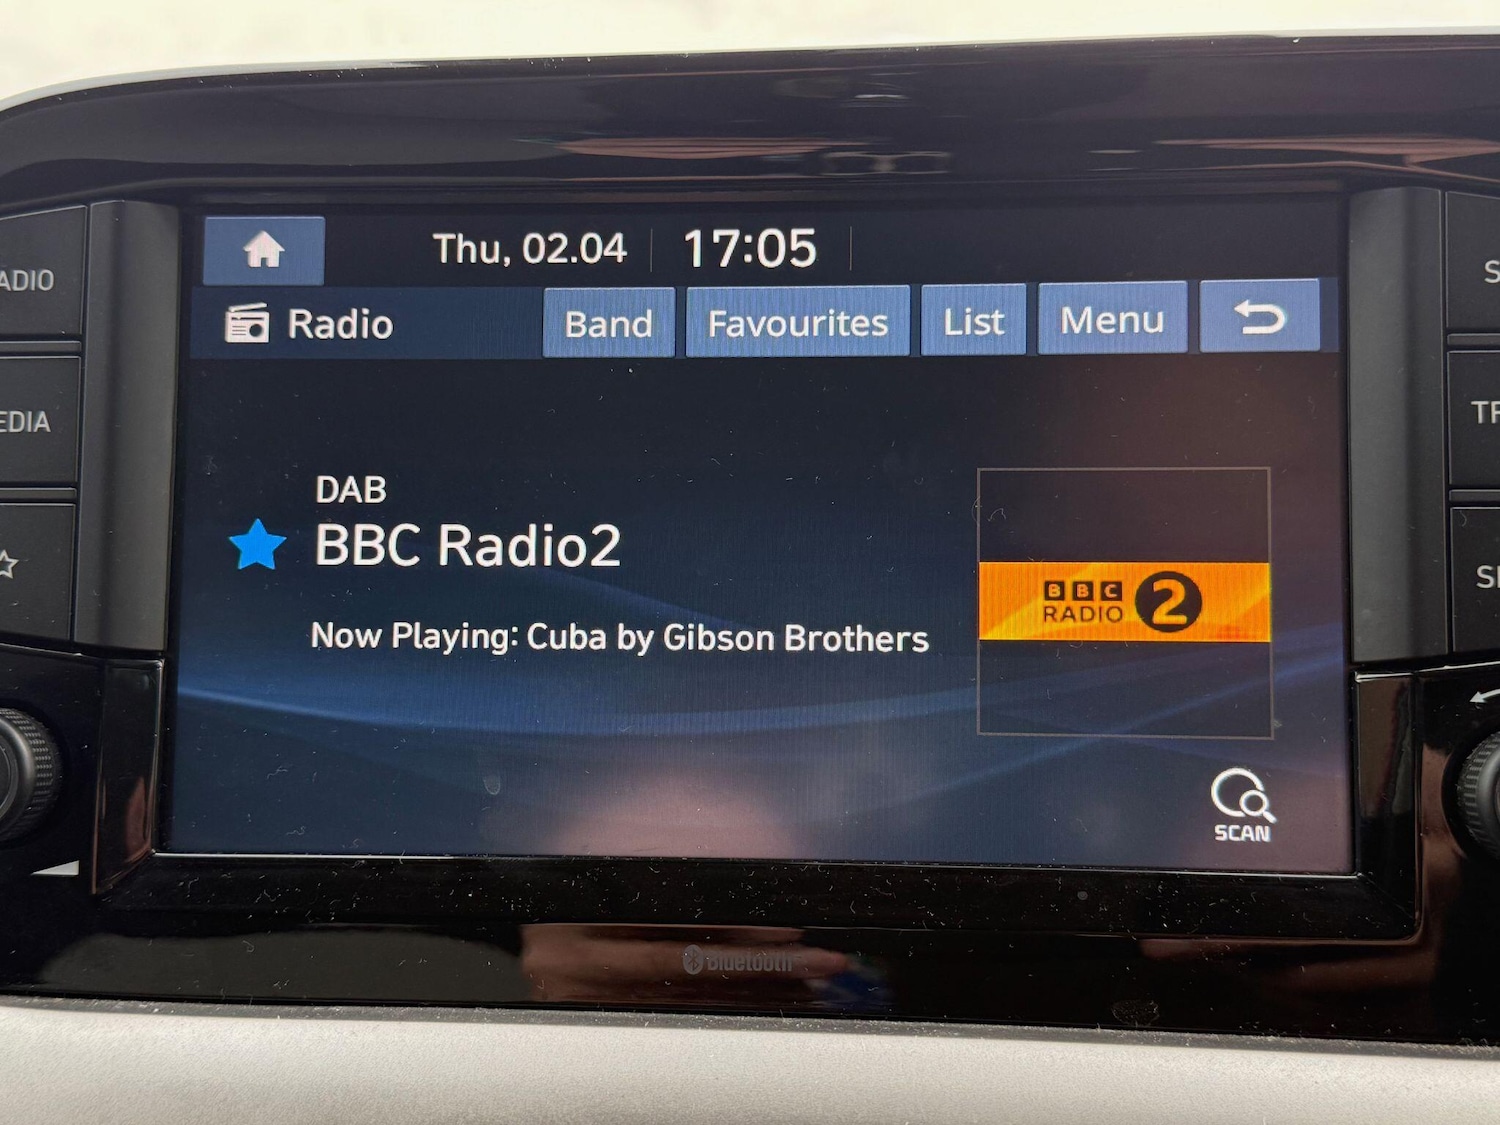 Thu, 02.04 17:05
Radio Band Favourites List Menu
DAB
BBC Radio2
Now Playing: Cuba by Gibson Brothers
BBC
RADIO 2
SCAN
ADIO
EDIA
Bluetooth